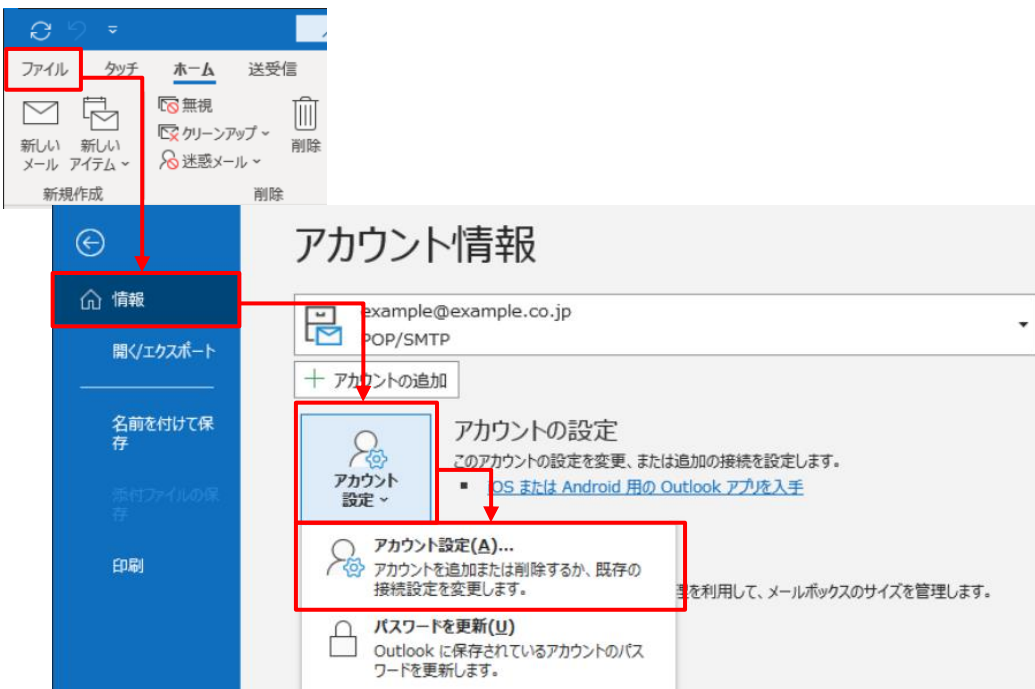 ファイル タッチ ホーム 送受信
無視
クリーンアップ
迷惑メール
新しい
メール
新しい
アイテム
削除
新規作成
削除
アカウント情報
情報
example@example.co.jp
POP/SMTP
開く/エクスポート
アカウントの追加
名前を付けて保
存
アカウントの設定
このアカウントの設定を変更、または追加の接続を設定します。
アカウント
設定
iOS または Android 用の Outlook アプリを入手
添付ファイルの保
存
印刷
アカウント設定(A)...
アカウントを追加または削除するか、既存の
接続設定を変更します。
を利用して、メールボックスのサイズを管理します。
パスワードを更新(U)
Outlook に保存されているアカウントのパス
ワードを更新します。